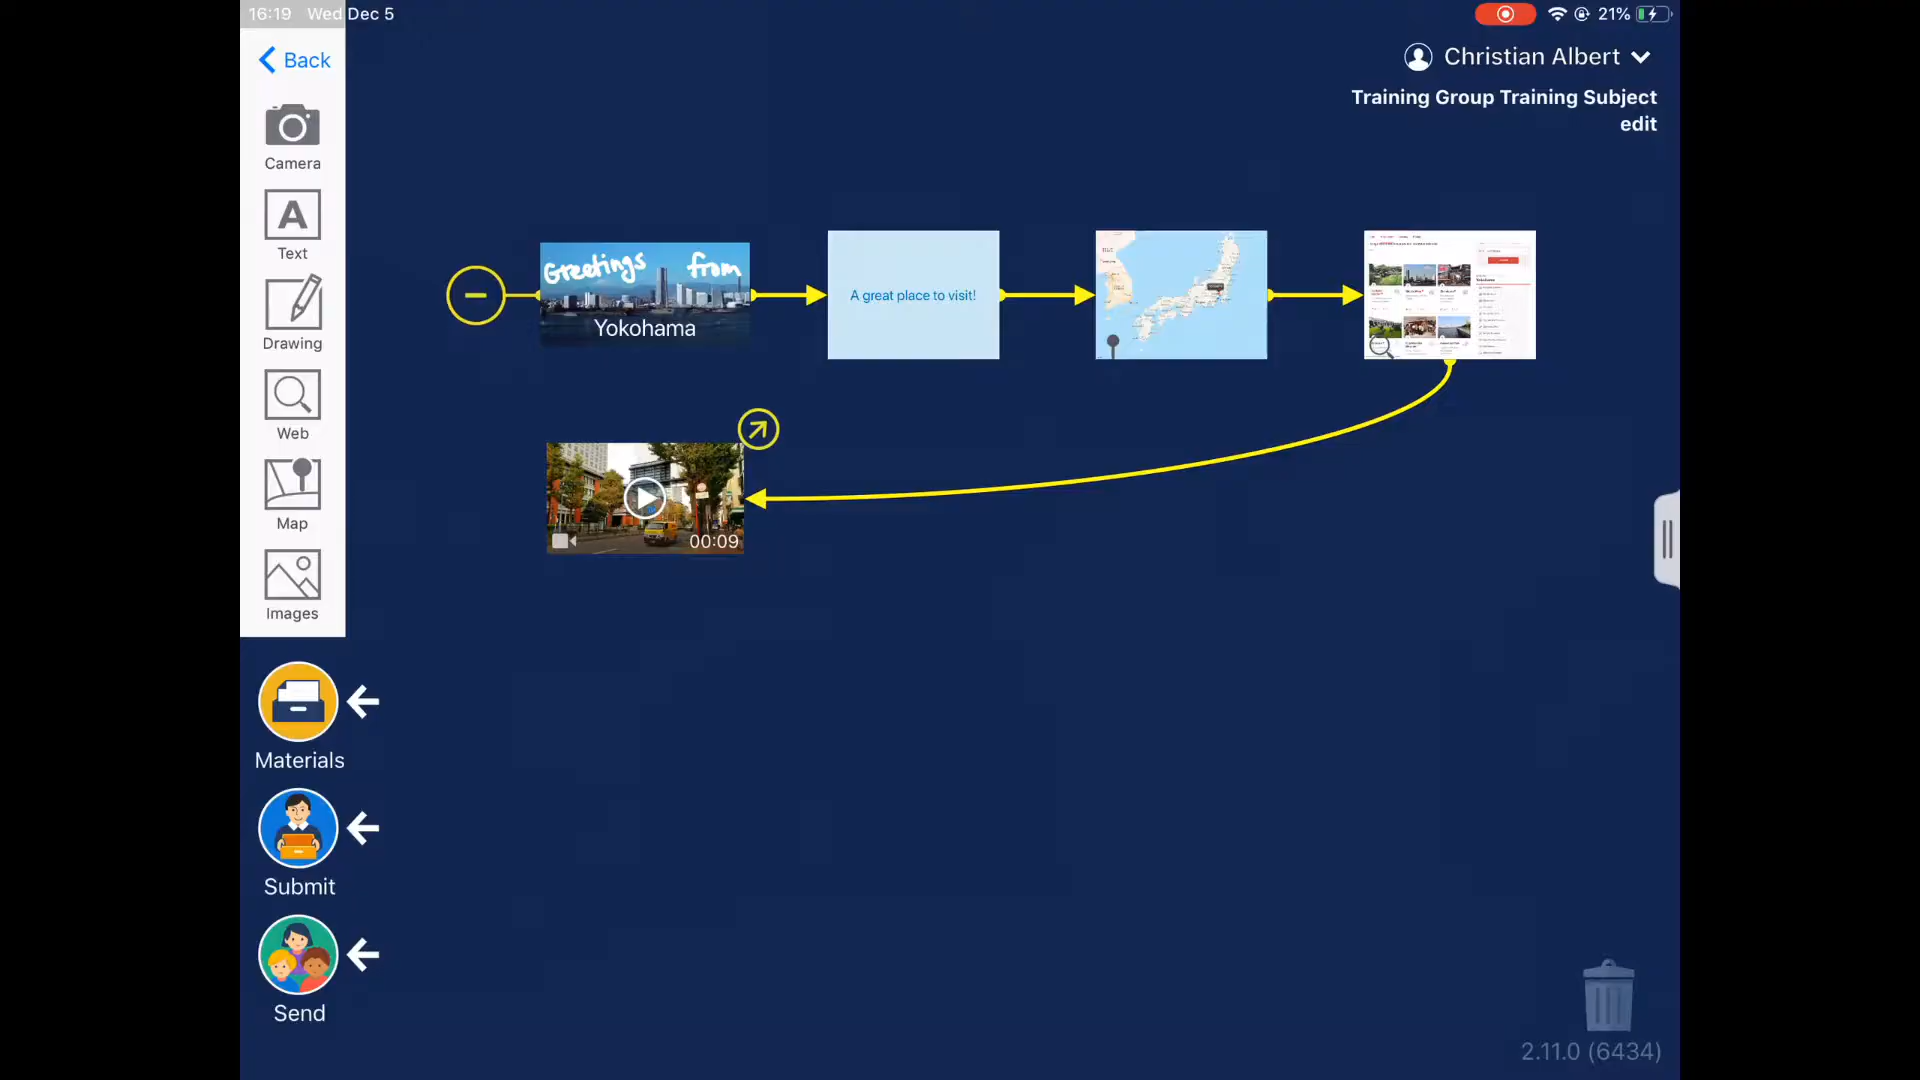 16:19 Wed Dec 5
21%
Back
Christian Albert
Training Group Training Subject
edit
Camera
Text
Drawing
Web
Map
Images
Greetings from
Yokohama
A great place to visit!
00:09
Materials
Submit
Send
2.11.0 (6434)